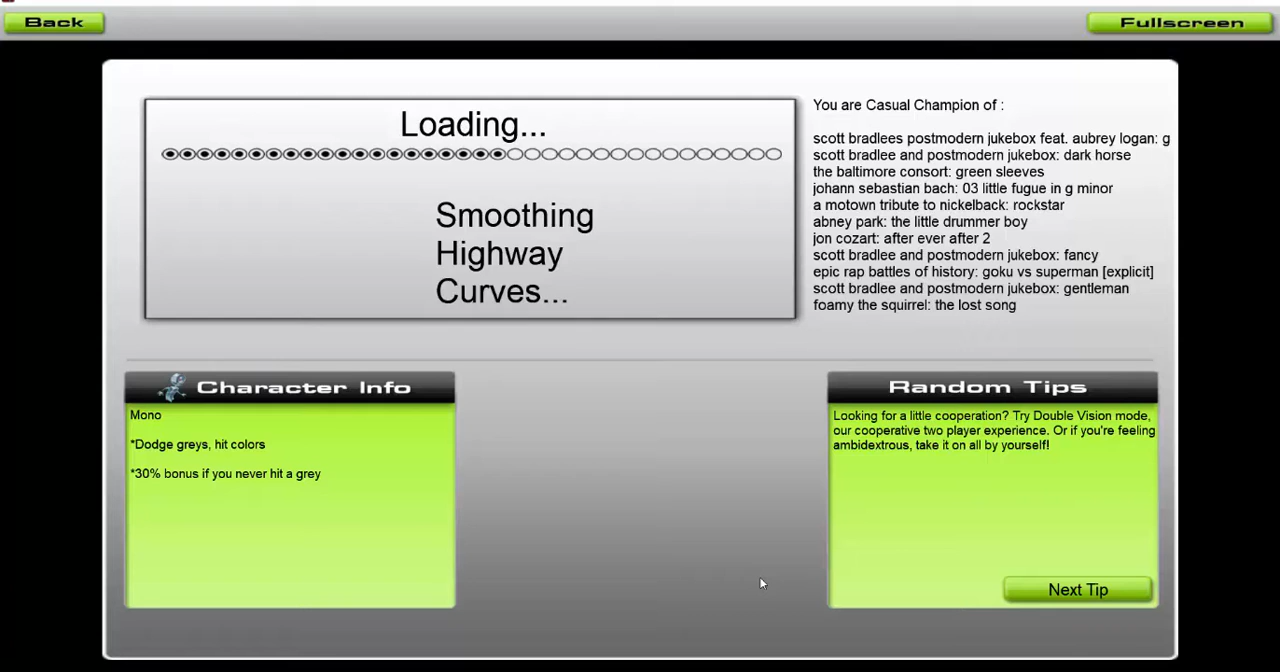 Back
Fullscreen
Loading...
Smoothing
Highway
Curves...
You are Casual Champion of :
scott bradlees postmodern jukebox feat. aubrey logan: g
scott bradlee and postmodern jukebox: dark horse
the baltimore consort: green sleeves
johann sebastian bach: 03 little fugue in g minor
a motown tribute to nickelback: rockstar
abney park: the little drummer boy
jon cozart: after ever after 2
scott bradlee and postmodern jukebox: fancy
epic rap battles of history: goku vs superman [explicit]
scott bradlee and postmodern jukebox: gentleman
foamy the squirrel: the lost song
Character Info
Mono
*Dodge greys, hit colors
*30% bonus if you never hit a grey
Random Tips
Looking for a little cooperation? Try Double Vision mode,
our cooperative two player experience. Or if you're feeling
ambidextrous, take it on all by yourself!
Next Tip